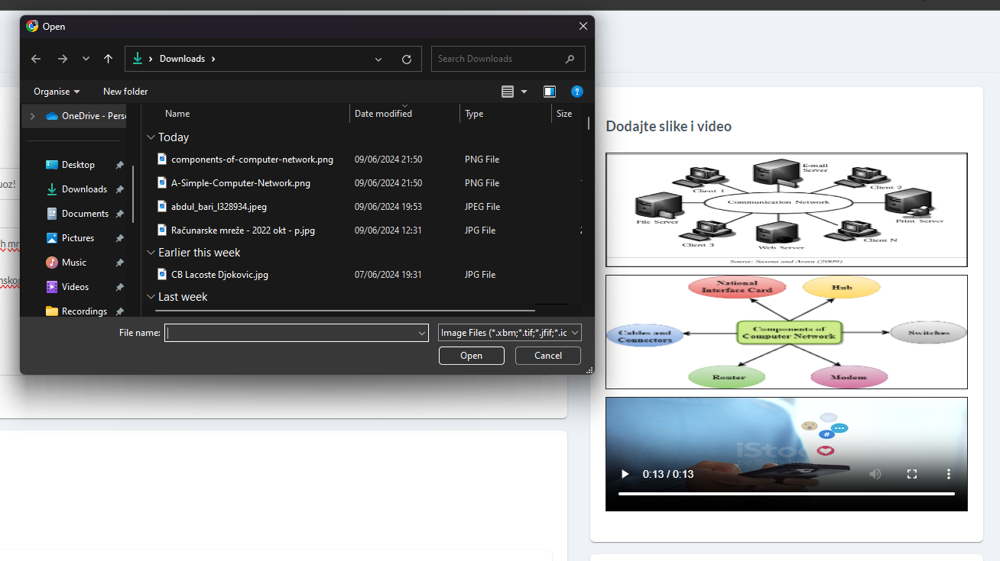 Open
Downloads
Search Downloads
Organise
New folder
OneDrive - Perso
Desktop
Downloads
Documents
Pictures
Music
Videos
Recordings
Name
Date modified
Type
Size
Today
components-of-computer-network.png 09/06/2024 21:50 PNG File
A-Simple-Computer-Network.png 09/06/2024 21:50 PNG File
abdul_bari_l328934.jpeg 09/06/2024 19:53 JPEG File
Računarske mreže - 2022 okt - p.jpg 09/06/2024 12:31 JPG File
Earlier this week
CB Lacoste Djokovic.jpg 07/06/2024 19:31 JPG File
Last week
File name:
Image Files (*.xbm;*.tif;*.jfif;*.ic
Open
Cancel
Dodajte slike i video
E-mail
Server
Client 1
Client 2
Communication Network
File Server
Print Server
Client 3
Web Server
Client N
Source: Saxena and Arora (2009)
National
Interface Card
Hub
Cables and
Connectors
Components of
Computer Network
Switches
Router
Modem
#
0:13 / 0:13